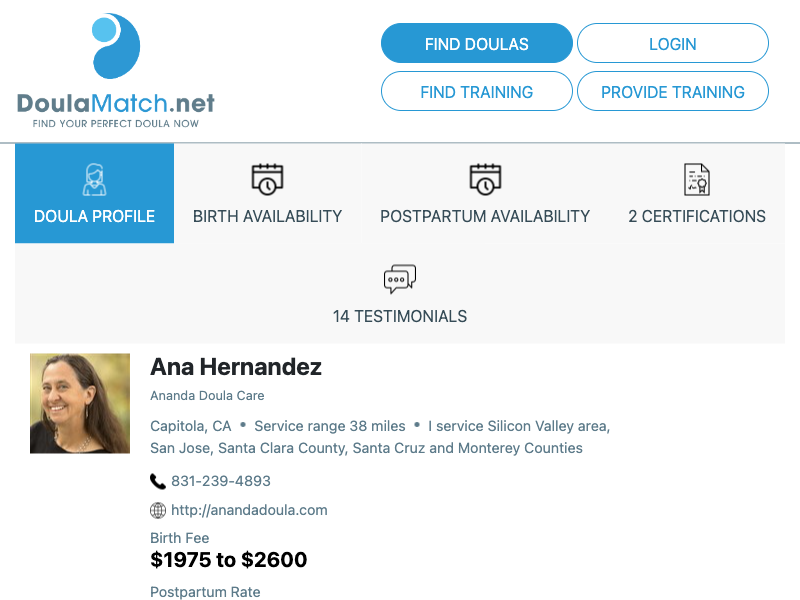 DoulaMatch.net
FIND YOUR PERFECT DOULA NOW
FIND DOULAS
LOGIN
FIND TRAINING
PROVIDE TRAINING
DOULA PROFILE
BIRTH AVAILABILITY
POSTPARTUM AVAILABILITY
2 CERTIFICATIONS
14 TESTIMONIALS
Ana Hernandez
Ananda Doula Care
Capitola, CA • Service range 38 miles • I service Silicon Valley area,
San Jose, Santa Clara County, Santa Cruz and Monterey Counties
831-239-4893
http://anandadoula.com
Birth Fee
$1975 to $2600
Postpartum Rate